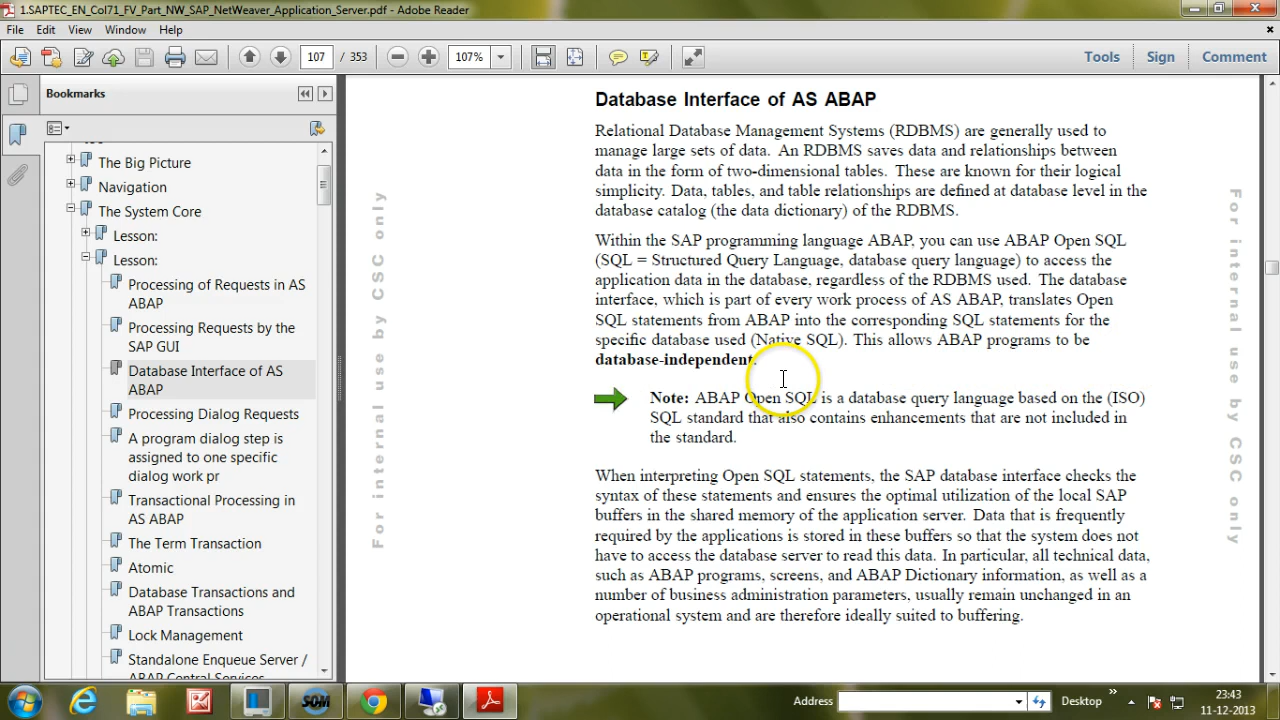 1.SAPTEC_EN_Col71_FV_Part_NW_SAP_NetWeaver_Application_Server.pdf - Adobe Reader
File Edit View Window Help
107 / 353 107% Tools Sign Comment
Bookmarks
The Big Picture
Navigation
The System Core
Lesson:
Lesson:
Processing of Requests in AS
ABAP
Processing Requests by the
SAP GUI
Database Interface of AS
ABAP
Processing Dialog Requests
A program dialog step is
assigned to one specific
dialog work pr
Transactional Processing in
AS ABAP
The Term Transaction
Atomic
Database Transactions and
ABAP Transactions
Lock Management
Standalone Enqueue Server /
ABAP Central Services
For internal use by CSC only
Database Interface of AS ABAP
Relational Database Management Systems (RDBMS) are generally used to
manage large sets of data. An RDBMS saves data and relationships between
data in the form of two-dimensional tables. These are known for their logical
simplicity. Data, tables, and table relationships are defined at database level in the
database catalog (the data dictionary) of the RDBMS.
Within the SAP programming language ABAP, you can use ABAP Open SQL
(SQL = Structured Query Language, database query language) to access the
application data in the database, regardless of the RDBMS used. The database
interface, which is part of every work process of AS ABAP, translates Open
SQL statements from ABAP into the corresponding SQL statements for the
specific database used (Native SQL). This allows ABAP programs to be
database-independent.
Note: ABAP Open SQL is a database query language based on the (ISO)
SQL standard that also contains enhancements that are not included in
the standard.
When interpreting Open SQL statements, the SAP database interface checks the
syntax of these statements and ensures the optimal utilization of the local SAP
buffers in the shared memory of the application server. Data that is frequently
required by the applications is stored in these buffers so that the system does not
have to access the database server to read this data. In particular, all technical data,
such as ABAP programs, screens, and ABAP Dictionary information, as well as a
number of business administration parameters, usually remain unchanged in an
operational system and are therefore ideally suited to buffering.
For internal use by CSC only
SQM
Address Desktop » 23:43
11-12-2013